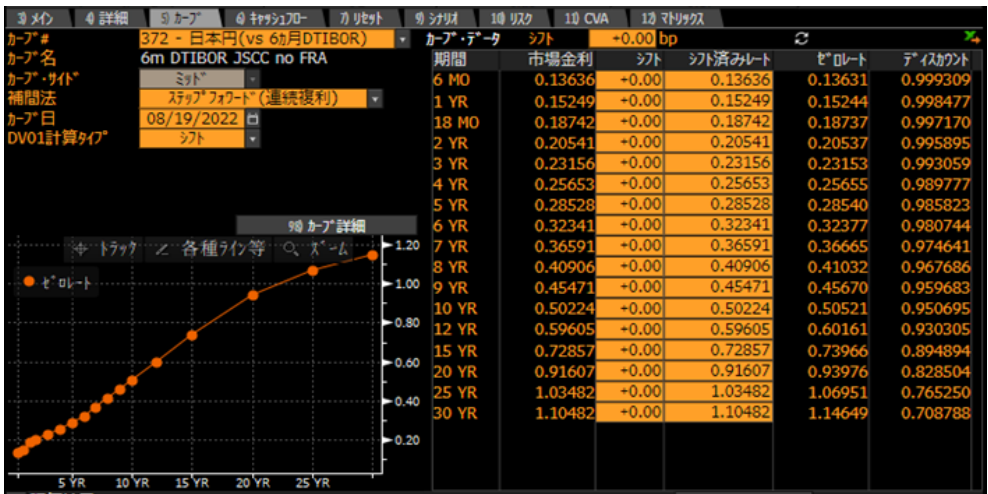 3) メイン 4) 詳細 5) カーブ 6) キャッシュフロー 7) リセット 9) シナリオ 10) リスク 11) CVA 12) マトリックス
カーブ# 372 - 日本円(vs 6カ月DTIBOR) カーブ・データ シフト +0.00 bp
カーブ名 6m DTIBOR JSCC no FRA
カーブ・サイド ミッド
補間法 ステップフォワード(連続複利)
カーブ日 08/19/2022
DV01計算タイプ シフト
期間 市場金利 シフト シフト済みレート ゼロレート ディスカウント
6 MO 0.13636 +0.00 0.13636 0.13631 0.999309
1 YR 0.15249 +0.00 0.15249 0.15244 0.998477
18 MO 0.18742 +0.00 0.18742 0.18737 0.997170
2 YR 0.20541 +0.00 0.20541 0.20537 0.995895
3 YR 0.23156 +0.00 0.23156 0.23153 0.993059
4 YR 0.25653 +0.00 0.25653 0.25655 0.989777
5 YR 0.28528 +0.00 0.28528 0.28540 0.985823
6 YR 0.32341 +0.00 0.32341 0.32377 0.980744
7 YR 0.36591 +0.00 0.36591 0.36665 0.974641
8 YR 0.40906 +0.00 0.40906 0.41032 0.967686
9 YR 0.45471 +0.00 0.45471 0.45670 0.959683
10 YR 0.50224 +0.00 0.50224 0.50521 0.950695
12 YR 0.59605 +0.00 0.59605 0.60161 0.930305
15 YR 0.72857 +0.00 0.72857 0.73966 0.894894
20 YR 0.91607 +0.00 0.91607 0.93976 0.828504
25 YR 1.03482 +0.00 1.03482 1.06951 0.765250
30 YR 1.10482 +0.00 1.10482 1.14649 0.708788
98) カーブ詳細
トラック 各種ライン等 ズーム
ゼロレート
1.20
1.00
0.80
0.60
0.40
0.20
5 YR 10 YR 15 YR 20 YR 25 YR